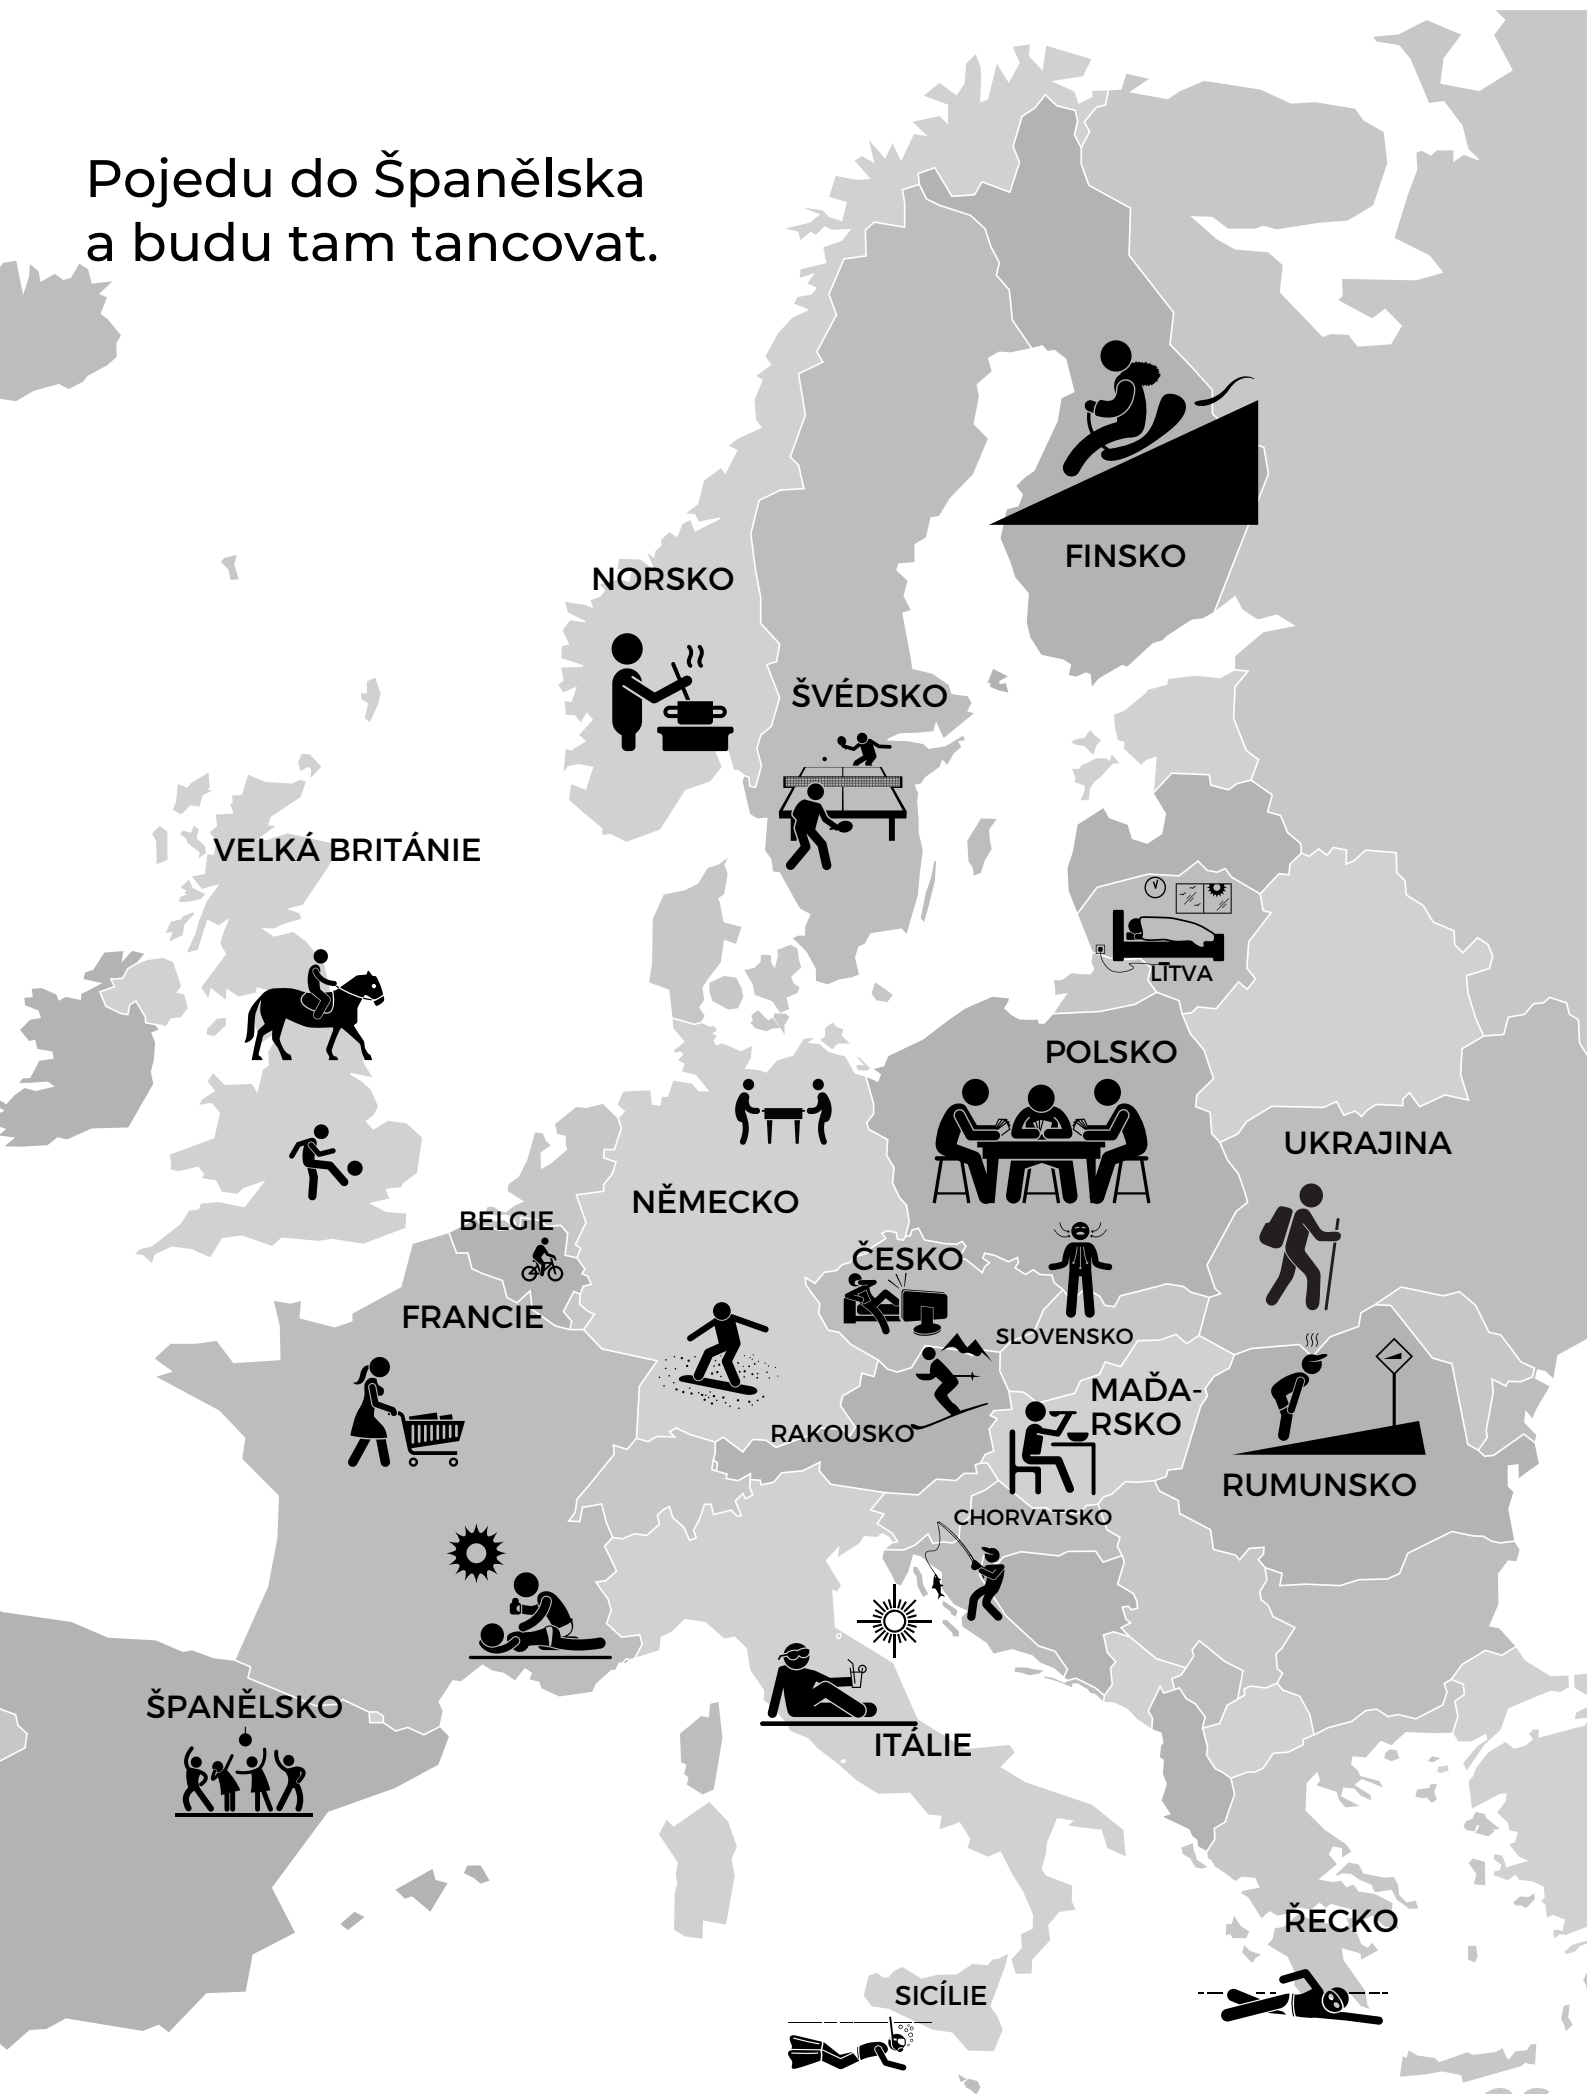 Pojedu do Španělska
a budu tam tancovat.
FINSKO
NORSKO
ŠVÉDSKO
VELKÁ BRITÁNIE
LITVA
POLSKO
UKRAJINA
NĚMECKO
BELGIE
ČESKO
FRANCIE
SLOVENSKO
MAĎA-
RSKO
RAKOUSKO
RUMUNSKO
CHORVATSKO
ŠPANĚLSKO
ITÁLIE
ŘECKO
SICÍLIE